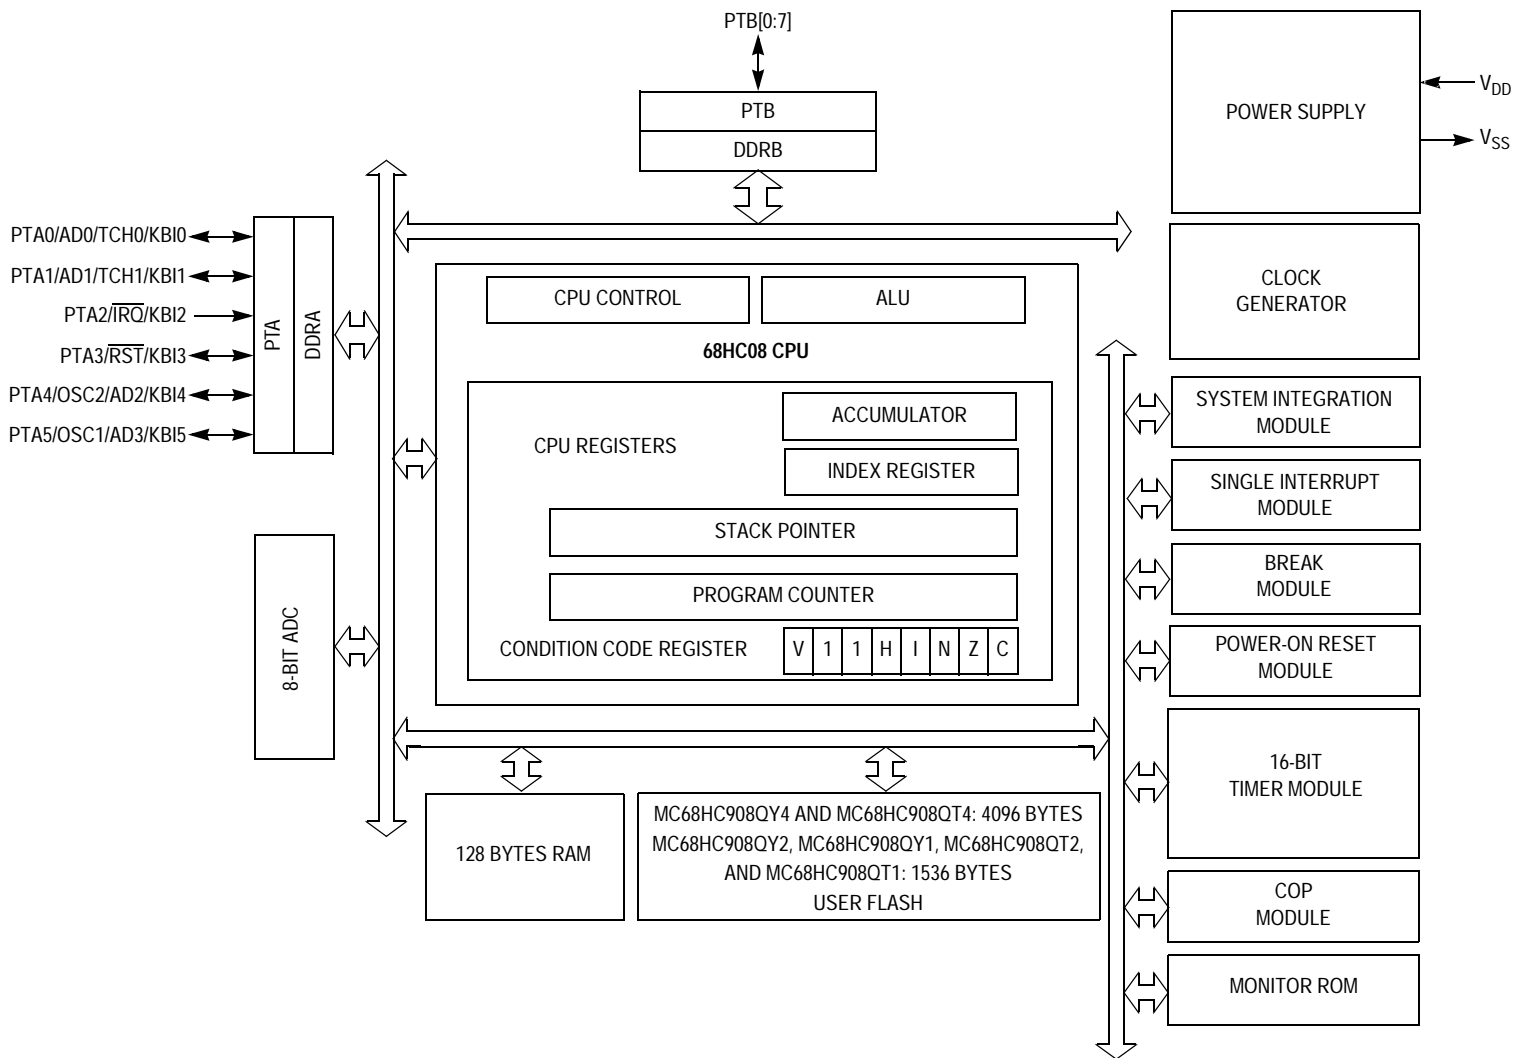 PTB[0:7]
PTB
DDRB
POWER SUPPLY
VDD
VSS
PTA0/AD0/TCH0/KBI0
PTA1/AD1/TCH1/KBI1
PTA2/IRQ/KBI2
PTA3/RST/KBI3
PTA4/OSC2/AD2/KBI4
PTA5/OSC1/AD3/KBI5
PTA
DDRA
8-BIT ADC
CPU CONTROL
ALU
68HC08 CPU
CPU REGISTERS
ACCUMULATOR
INDEX REGISTER
STACK POINTER
PROGRAM COUNTER
CONDITION CODE REGISTER
V 1 1 H I N Z C
128 BYTES RAM
MC68HC908QY4 AND MC68HC908QT4: 4096 BYTES
MC68HC908QY2, MC68HC908QY1, MC68HC908QT2,
AND MC68HC908QT1: 1536 BYTES
USER FLASH
CLOCK
GENERATOR
SYSTEM INTEGRATION
MODULE
SINGLE INTERRUPT
MODULE
BREAK
MODULE
POWER-ON RESET
MODULE
16-BIT
TIMER MODULE
COP
MODULE
MONITOR ROM